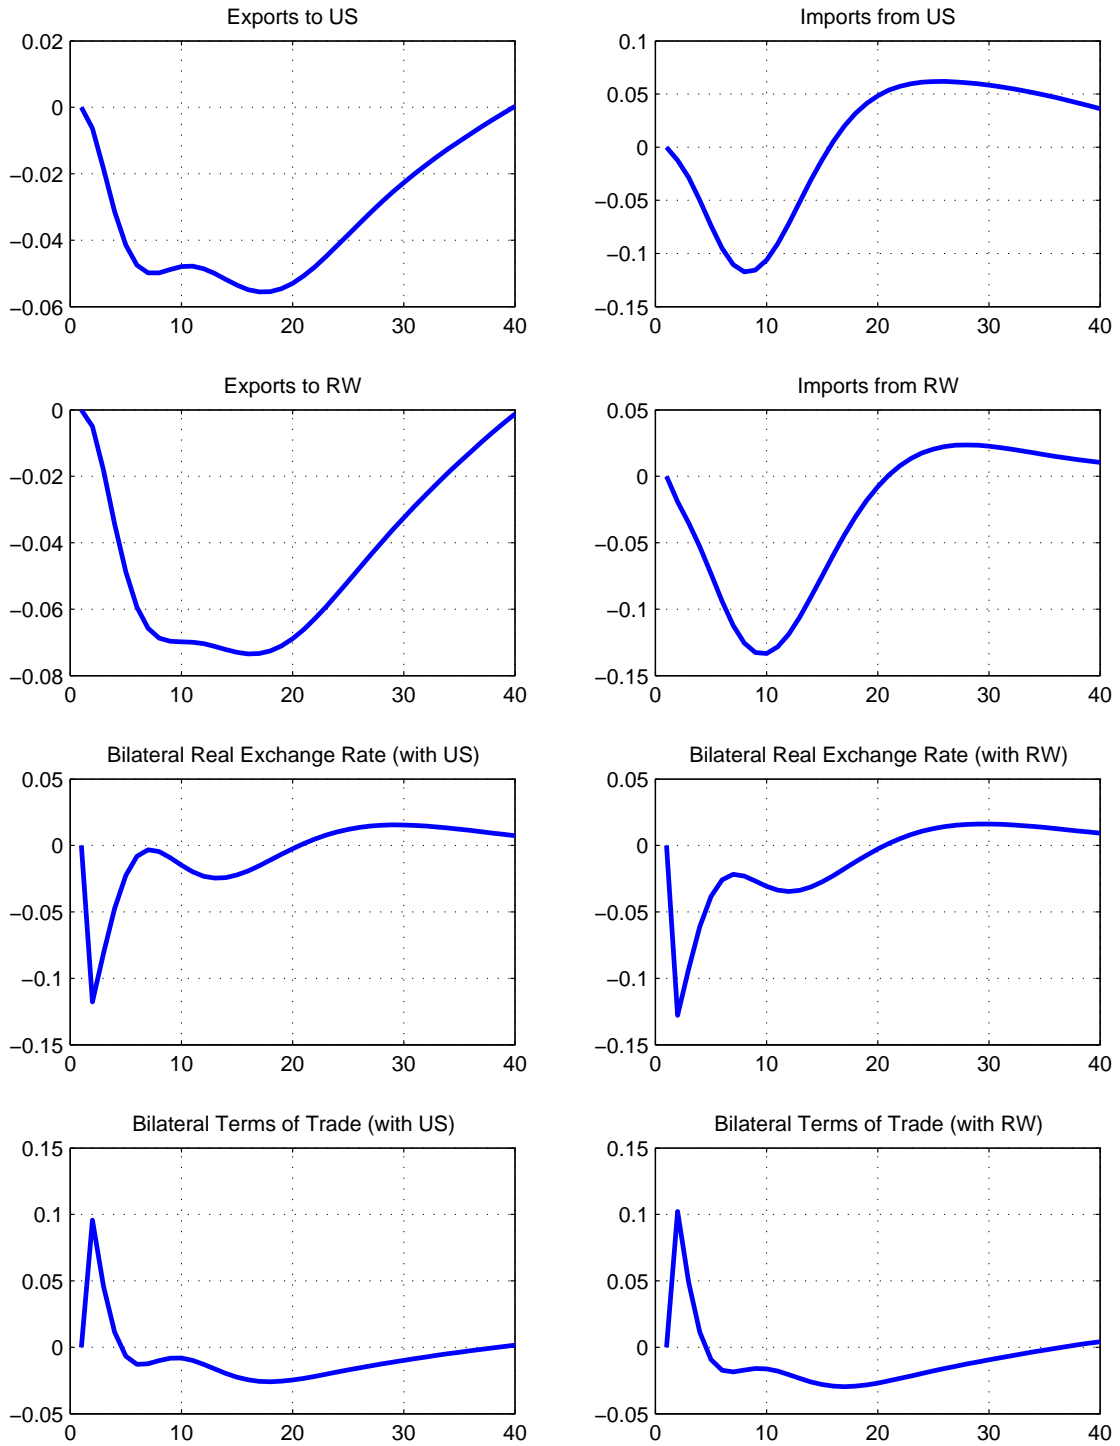 Exports to US
0.02
0
−0.02
−0.04
−0.06
0 10 20 30 40
Imports from US
0.1
0.05
0
−0.05
−0.1
−0.15
0 10 20 30 40
Exports to RW
0
−0.02
−0.04
−0.06
−0.08
0 10 20 30 40
Imports from RW
0.05
0
−0.05
−0.1
−0.15
0 10 20 30 40
Bilateral Real Exchange Rate (with US)
0.05
0
−0.05
−0.1
−0.15
0 10 20 30 40
Bilateral Real Exchange Rate (with RW)
0.05
0
−0.05
−0.1
−0.15
0 10 20 30 40
Bilateral Terms of Trade (with US)
0.15
0.1
0.05
0
−0.05
0 10 20 30 40
Bilateral Terms of Trade (with RW)
0.15
0.1
0.05
0
−0.05
0 10 20 30 40